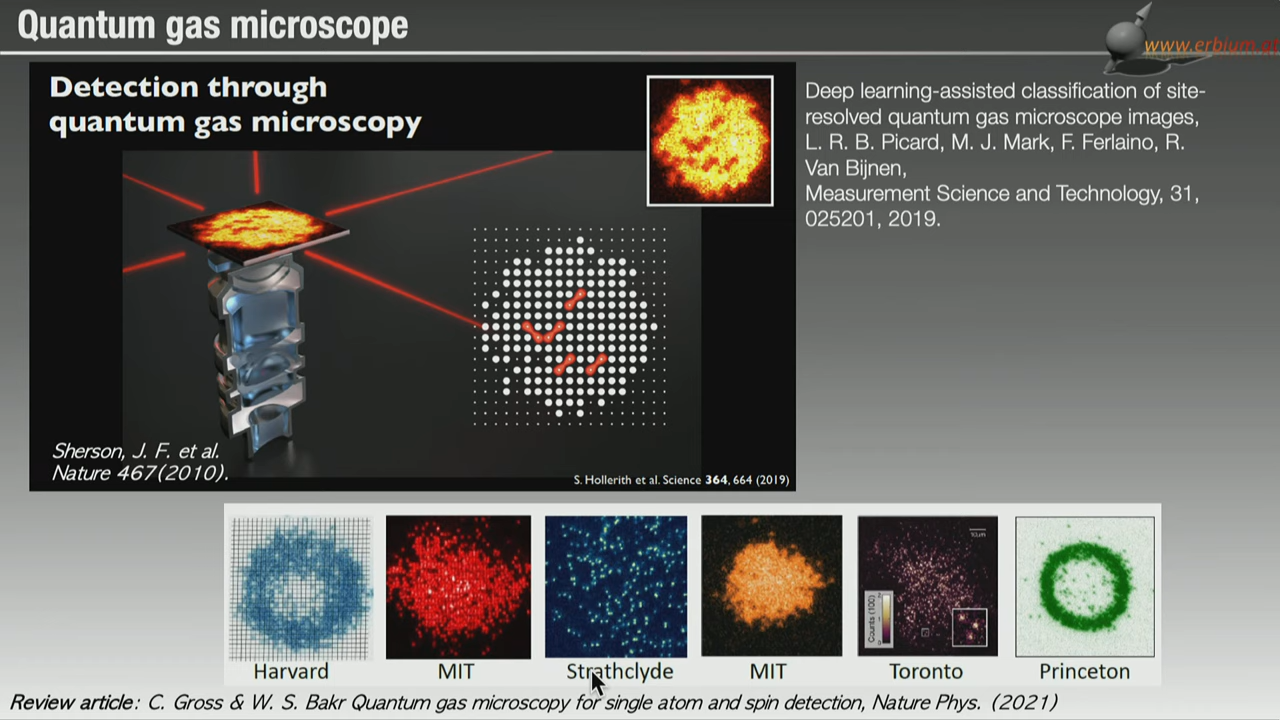 Quantum gas microscope
www.erbium.at
Detection through
quantum gas microscopy
Sherson, J. F. et al.
Nature 467(2010).
S. Hollerith et al. Science 364, 664 (2019)
Deep learning-assisted classification of site-
resolved quantum gas microscope images,
L. R. B. Picard, M. J. Mark, F. Ferlaino, R.
Van Bijnen,
Measurement Science and Technology, 31,
025201, 2019.
Counts (100)
Harvard
MIT
Strathclyde
MIT
Toronto
Princeton
Review article: C. Gross & W. S. Bakr Quantum gas microscopy for single atom and spin detection, Nature Phys. (2021)